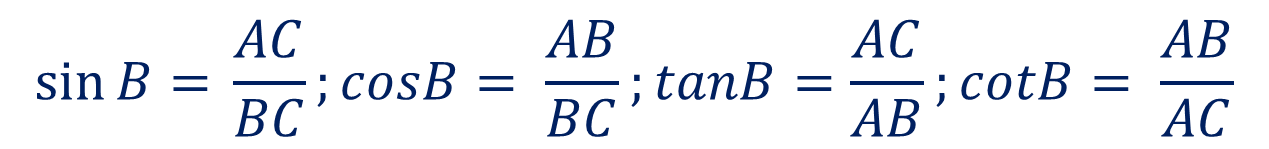 sin B = AC/BC ; cosB = AB/BC ; tanB = AC/AB ; cotB = AB/AC